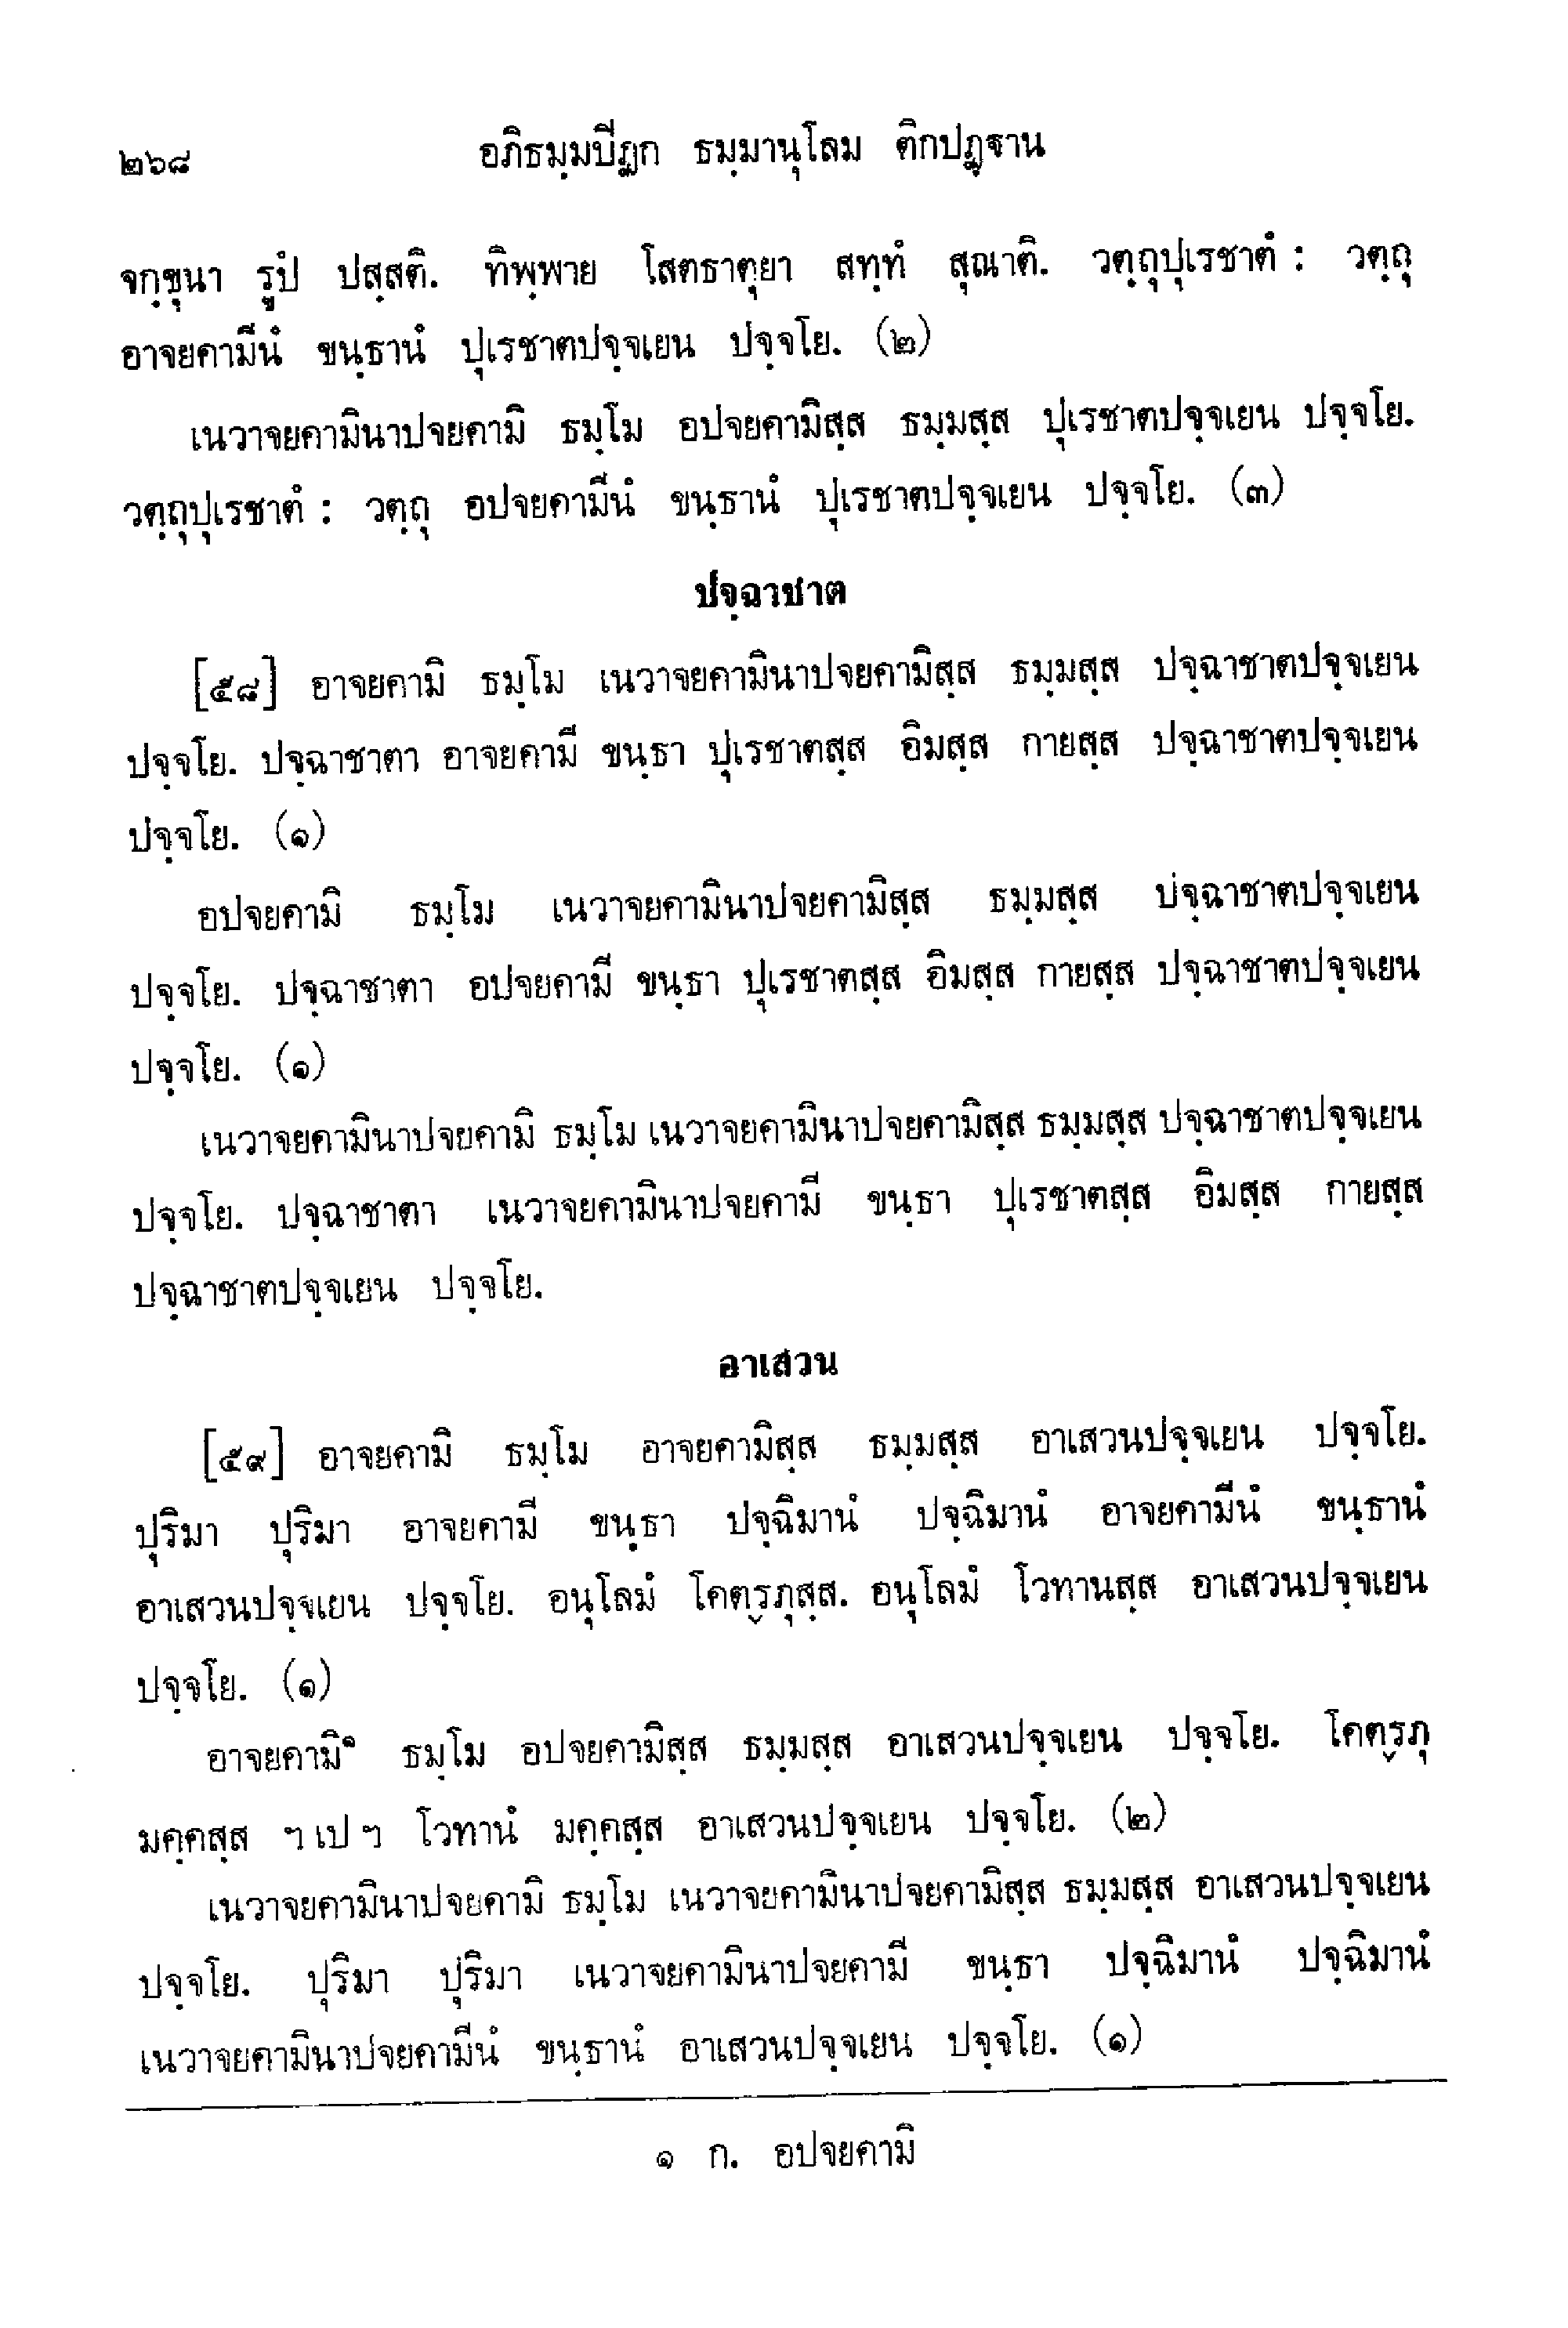 ๒๖๘ อภิธมฺมปิฏก ธมฺมานุโลม ติกปฏฺฐาน
จกฺขุนา รูปํ ปสฺสติ. ทิพฺพาย โสตธาตุยา สทฺทํ สุณาติ. วตฺถุปุเรชาตํ : วตฺถุ
อาจยคามีนํ ขนฺธานํ ปุเรชาตปจฺจเยน ปจฺจโย. (๒)
เนวาจยคามินาปจยคามิ ธมฺโม อปจยคามิสฺส ธมฺมสฺส ปุเรชาตปจฺจเยน ปจฺจโย.
วตฺถุปุเรชาตํ : วตฺถุ อปจยคามีนํ ขนฺธานํ ปุเรชาตปจฺจเยน ปจฺจโย. (๓)
ปจฺฉาชาต
[๕๘] อาจยคามิ ธมฺโม เนวาจยคามินาปจยคามิสฺส ธมฺมสฺส ปจฺฉาชาตปจฺจเยน
ปจฺจโย. ปจฺฉาชาตา อาจยคามี ขนฺธา ปุเรชาตสฺส อิมสฺส กายสฺส ปจฺฉาชาตปจฺจเยน
ปจฺจโย. (๑)
อปจยคามิ ธมฺโม เนวาจยคามินาปจยคามิสฺส ธมฺมสฺส ปจฺฉาชาตปจฺจเยน
ปจฺจโย. ปจฺฉาชาตา อปจยคามี ขนฺธา ปุเรชาตสฺส อิมสฺส กายสฺส ปจฺฉาชาตปจฺจเยน
ปจฺจโย. (๑)
เนวาจยคามินาปจยคามิ ธมฺโม เนวาจยคามินาปจยคามิสฺส ธมฺมสฺส ปจฺฉาชาตปจฺจเยน
ปจฺจโย. ปจฺฉาชาตา เนวาจยคามินาปจยคามี ขนฺธา ปุเรชาตสฺส อิมสฺส กายสฺส
ปจฺฉาชาตปจฺจเยน ปจฺจโย.
อาเสวน
[๕๙] อาจยคามิ ธมฺโม อาจยคามิสฺส ธมฺมสฺส อาเสวนปจฺจเยน ปจฺจโย.
ปุริมา ปุริมา อาจยคามี ขนฺธา ปจฺฉิมานํ ปจฺฉิมานํ อาจยคามีนํ ขนฺธานํ
อาเสวนปจฺจเยน ปจฺจโย. อนุโลมํ โคตฺรภุสฺส. อนุโลมํ โวทานสฺส อาเสวนปจฺจเยน
ปจฺจโย. (๑)
อาจยคามิ๑ ธมฺโม อปจยคามิสฺส ธมฺมสฺส อาเสวนปจฺจเยน ปจฺจโย. โคตฺรภุ
มคฺคสฺส ฯ เป ฯ โวทานํ มคฺคสฺส อาเสวนปจฺจเยน ปจฺจโย. (๒)
เนวาจยคามินาปจยคามิ ธมฺโม เนวาจยคามินาปจยคามิสฺส ธมฺมสฺส อาเสวนปจฺจเยน
ปจฺจโย. ปุริมา ปุริมา เนวาจยคามินาปจยคามี ขนฺธา ปจฺฉิมานํ ปจฺฉิมานํ
เนวาจยคามินาปจยคามีนํ ขนฺธานํ อาเสวนปจฺจเยน ปจฺจโย. (๑)
๑ ก. อปจยคามิ